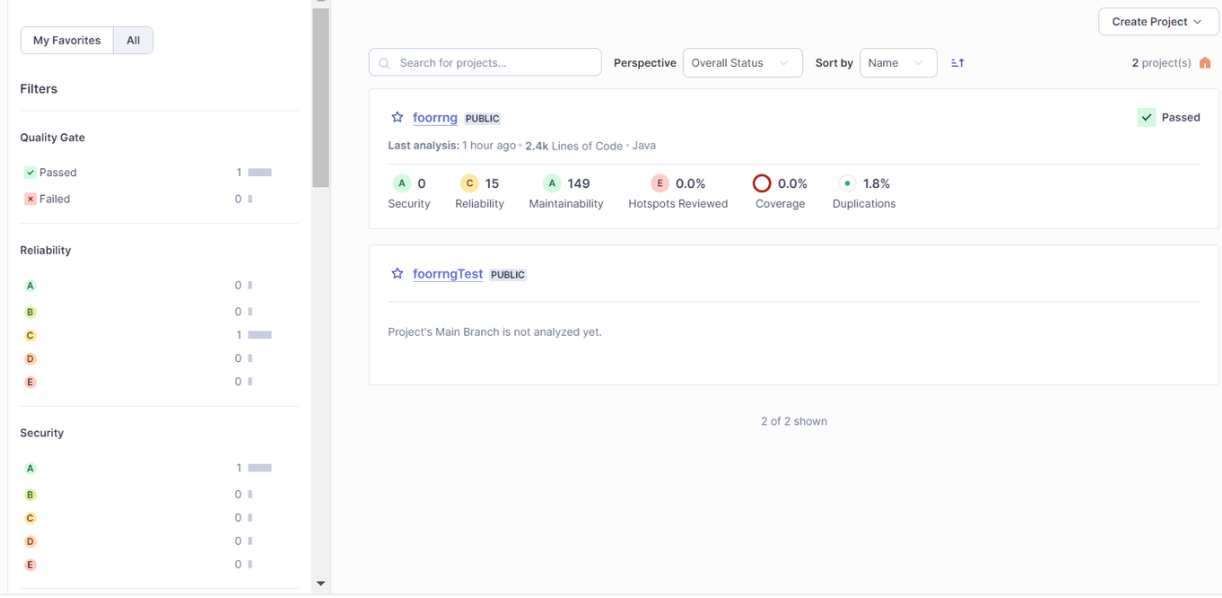 My Favorites All
Filters
Quality Gate
Passed 1
Failed 0
Reliability
A 0
B 0
C 1
D 0
E 0
Security
A 1
B 0
C 0
D 0
E 0
Create Project
Search for projects... Perspective Overall Status Sort by Name 2 project(s)
foorrng PUBLIC Passed
Last analysis: 1 hour ago • 2.4k Lines of Code • Java
A 0 C 15 A 149 E 0.0% 0.0% 1.8%
Security Reliability Maintainability Hotspots Reviewed Coverage Duplications
foorrngTest PUBLIC
Project's Main Branch is not analyzed yet.
2 of 2 shown